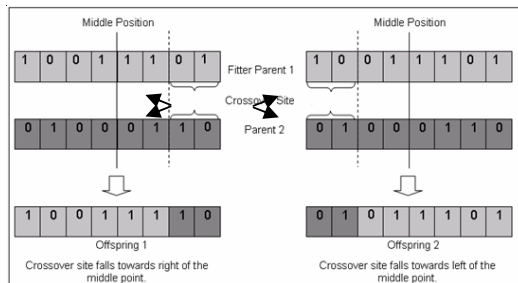 Middle Position
Middle Position
1 0 0 1 1 1 0 1
Fitter Parent 1
1 0 0 1 1 1 0 1
Crossover Site
0 1 0 0 0 1 1 0
Parent 2
0 1 0 0 0 1 1 0
1 0 0 1 1 1 1 0
0 1 0 1 1 1 0 1
Offspring 1
Offspring 2
Crossover site falls towards right of the
middle point.
Crossover site falls towards left of the
middle point.